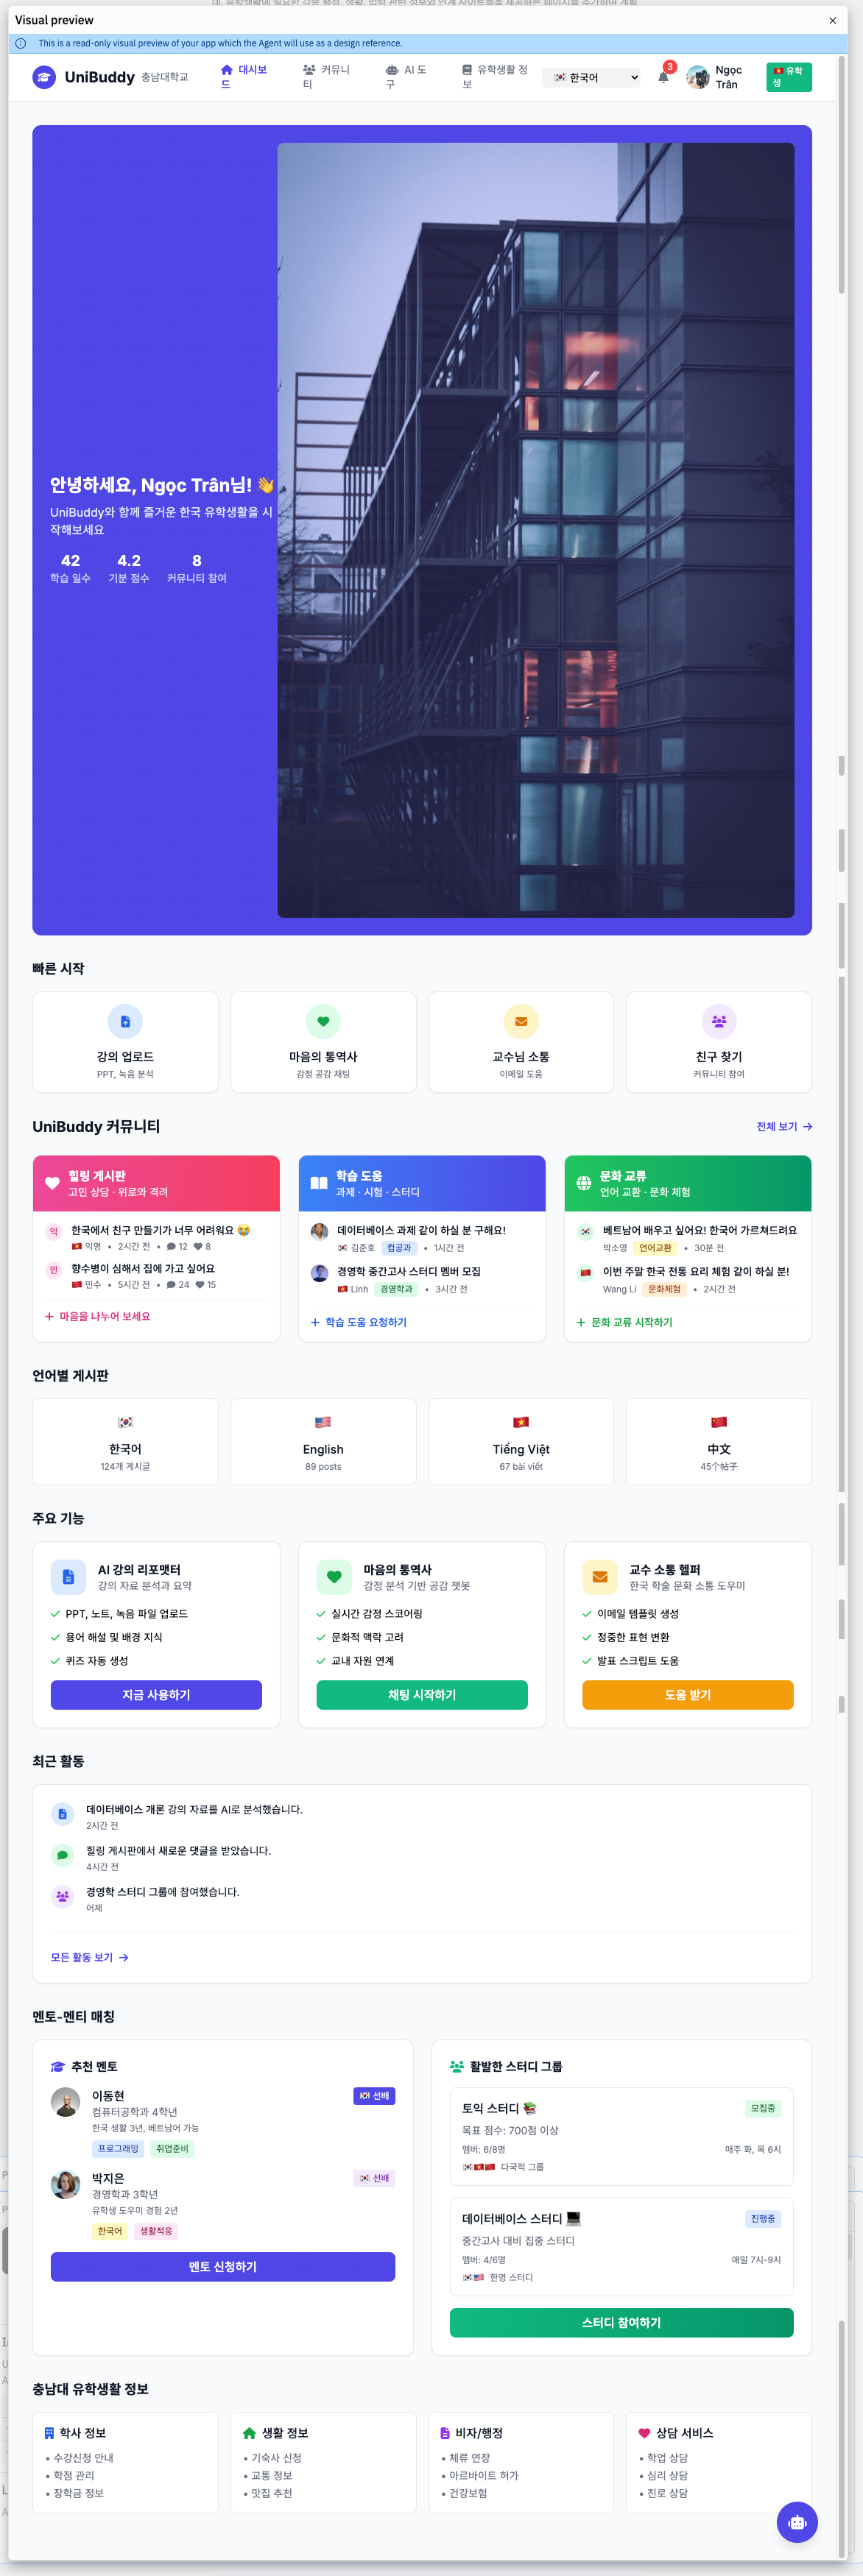 Visual preview
This is a read-only visual preview of your app which the Agent will use as a design reference.
UniBuddy 충남대학교
대시보
드
커뮤니
티
AI 도
구
유학생활 정
보
🇰🇷 한국어
3
Ngọc
Trân
🇻🇳 유학
생
안녕하세요, Ngọc Trân님! 👋
UniBuddy와 함께 즐거운 한국 유학생활을 시
작해보세요
42 4.2 8
학습 일수 기분 점수 커뮤니티 참여
빠른 시작
강의 업로드
PPT, 녹음 분석
마음의 통역사
감정 공감 채팅
교수님 소통
이메일 도움
친구 찾기
커뮤니티 참여
UniBuddy 커뮤니티
전체 보기 →
힐링 게시판
고민 상담 · 위로와 격려
익
한국에서 친구 만들기가 너무 어려워요 😭
🇻🇳 익명 • 2시간 전 • 12 8
민
향수병이 심해서 집에 가고 싶어요
🇨🇳 민수 • 5시간 전 • 24 15
+ 마음을 나누어 보세요
학습 도움
과제 · 시험 · 스터디
데이터베이스 과제 같이 하실 분 구해요!
🇰🇷 김준호 컴공과 • 1시간 전
경영학 중간고사 스터디 멤버 모집
🇻🇳 Linh 경영학과 • 3시간 전
+ 학습 도움 요청하기
문화 교류
언어 교환 · 문화 체험
베트남어 배우고 싶어요! 한국어 가르쳐드려요
박소영 언어교환 • 30분 전
이번 주말 한국 전통 요리 체험 같이 하실 분!
Wang Li 문화체험 • 2시간 전
+ 문화 교류 시작하기
언어별 게시판
한국어
124개 게시글
English
89 posts
Tiếng Việt
67 bài viết
中文
45个帖子
주요 기능
AI 강의 리포맷터
강의 자료 분석과 요약
PPT, 노트, 녹음 파일 업로드
용어 해설 및 배경 지식
퀴즈 자동 생성
지금 사용하기
마음의 통역사
감정 분석 기반 공감 챗봇
실시간 감정 스코어링
문화적 맥락 고려
교내 자원 연계
채팅 시작하기
교수 소통 헬퍼
한국 학술 문화 소통 도우미
이메일 템플릿 생성
정중한 표현 변환
발표 스크립트 도움
도움 받기
최근 활동
데이터베이스 개론 강의 자료를 AI로 분석했습니다.
2시간 전
힐링 게시판에서 새로운 댓글을 받았습니다.
4시간 전
경영학 스터디 그룹에 참여했습니다.
어제
모든 활동 보기 →
멘토-멘티 매칭
추천 멘토
이동현
🇰🇷 선배
컴퓨터공학과 4학년
한국 생활 3년, 베트남어 가능
프로그래밍 취업준비
박지은
🇰🇷 선배
경영학과 3학년
유학생 도우미 경험 2년
한국어 생활적응
멘토 신청하기
활발한 스터디 그룹
토익 스터디 📚
모집중
목표 점수: 700점 이상
멤버: 6/8명 매주 화, 목 6시
🇰🇷🇻🇳🇨🇳 다국적 그룹
데이터베이스 스터디 💻
진행중
중간고사 대비 집중 스터디
멤버: 4/6명 매일 7시-9시
🇰🇷🇺🇸 한영 스터디
스터디 참여하기
충남대 유학생활 정보
학사 정보
• 수강신청 안내
• 학점 관리
• 장학금 정보
생활 정보
• 기숙사 신청
• 교통 정보
• 맛집 추천
비자/행정
• 체류 연장
• 아르바이트 허가
• 건강보험
상담 서비스
• 학업 상담
• 심리 상담
• 진로 상담